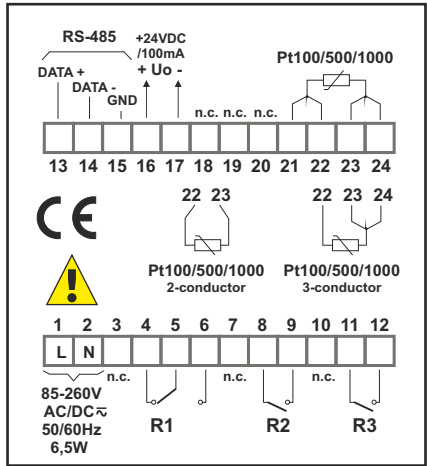 RS-485
+24VDC
/100mA
+ Uo -
Pt100/500/1000
DATA +
DATA -
GND
n.c. n.c. n.c.
13 14 15 16 17 18 19 20 21 22 23 24
22 23
22 23 24
CE
Pt100/500/1000
2-conductor
Pt100/500/1000
3-conductor
1 2 3 4 5 6 7 8 9 10 11 12
L N
n.c. n.c. n.c.
85-260V
AC/DC⎓
50/60Hz
6,5W
R1 R2 R3